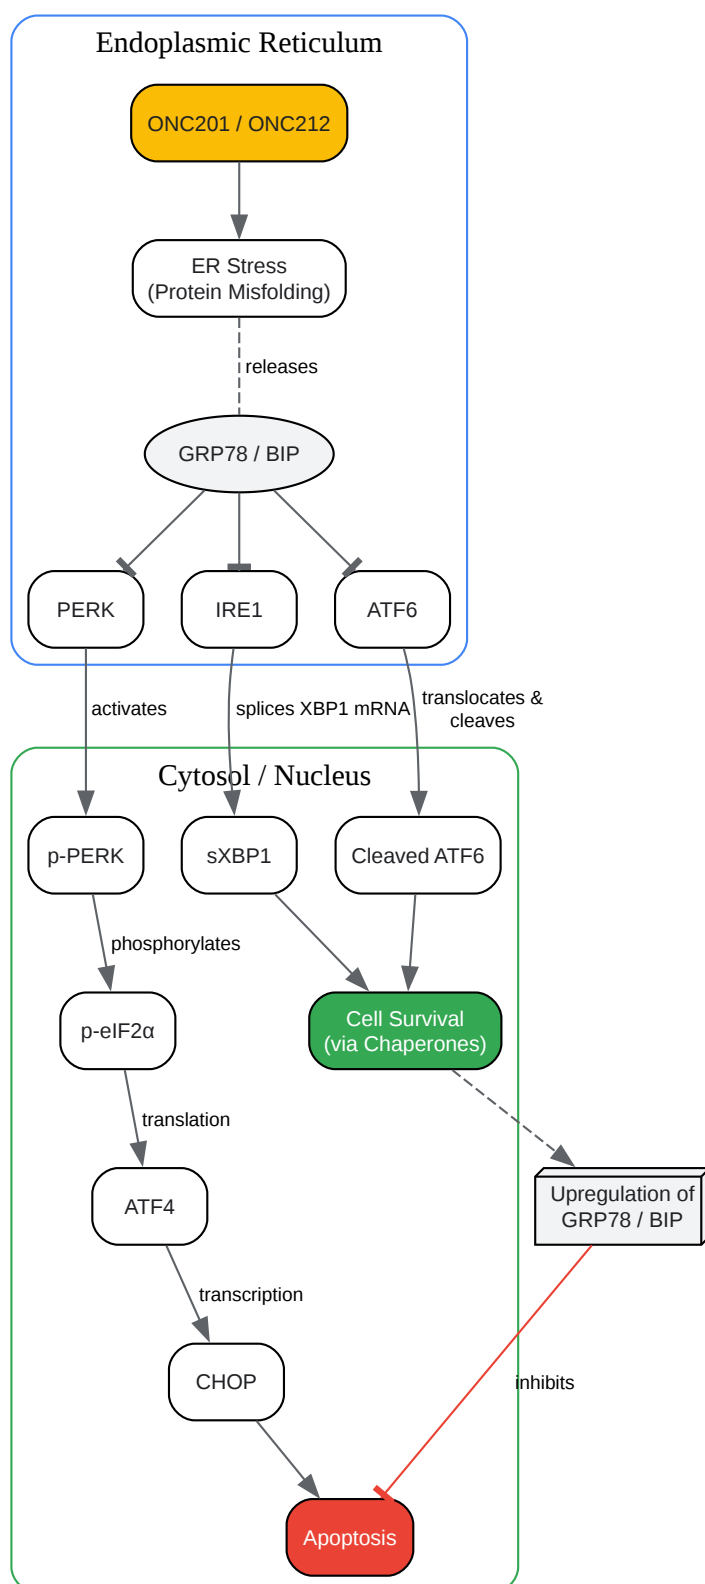 Endoplasmic Reticulum
ONC201 / ONC212
ER Stress
(Protein Misfolding)
releases
GRP78 / BIP
PERK
IRE1
ATF6
activates
splices XBP1 mRNA
translocates &
cleaves
Cytosol / Nucleus
p-PERK
sXBP1
Cleaved ATF6
phosphorylates
p-eIF2α
Cell Survival
(via Chaperones)
translation
ATF4
Upregulation of
GRP78 / BIP
transcription
CHOP
inhibits
Apoptosis